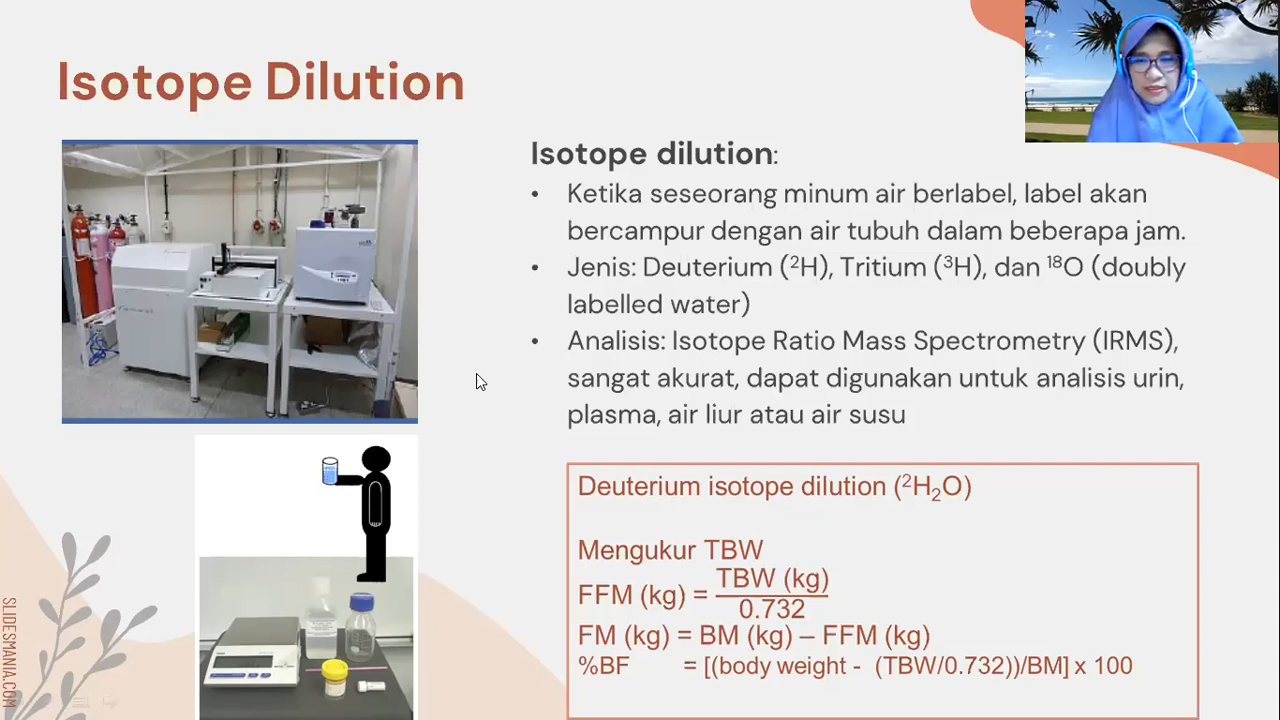 Isotope Dilution
Isotope dilution:
• Ketika seseorang minum air berlabel, label akan
bercampur dengan air tubuh dalam beberapa jam.
• Jenis: Deuterium (²H), Tritium (³H), dan ¹⁸O (doubly
labelled water)
• Analisis: Isotope Ratio Mass Spectrometry (IRMS),
sangat akurat, dapat digunakan untuk analisis urin,
plasma, air liur atau air susu
Deuterium isotope dilution (²H₂O)
Mengukur TBW
FFM (kg) = TBW (kg)
0.732
FM (kg) = BM (kg) – FFM (kg)
%BF = [(body weight - (TBW/0.732))/BM] x 100
SLIDESMANIA.COM